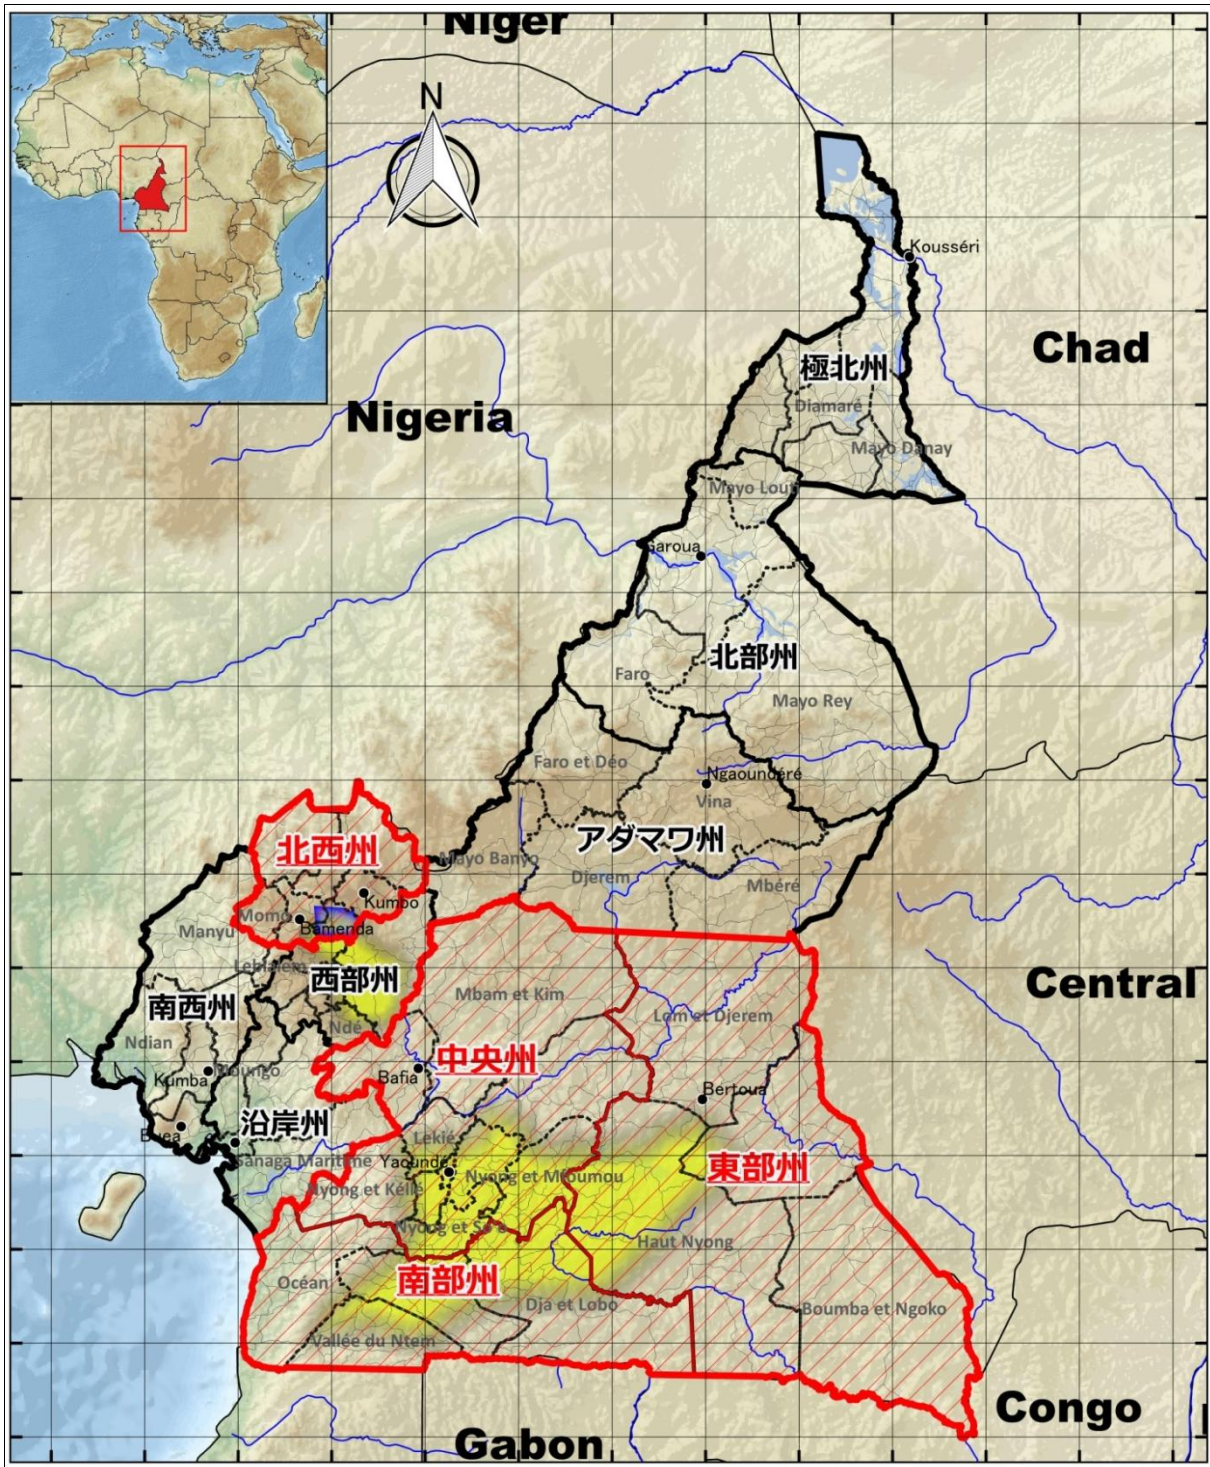 Niger
N
Kousséri
Chad
極北州
Diamaré
Nigeria
Mayo Danay
Mayo Louti
Garoua
北部州
Faro
Mayo Rey
Faro et Déo
Ngaoundéré
Vina
アダマワ州
北西州
Mayo Banyo
Djerem
Mbéré
Kumbo
Momo
Bamenda
Manyu
Lebialem
西部州
Central
南西州
Mbam et Kim
Lom et Djerem
Ndé
Ndian
中央州
Moungo
Kumba
Bafia
Bertoua
沿岸州
Buea
Lekié
Sanaga Maritime
Yaoundé
東部州
Nyong et Mfoumou
Nyong et Kéllé
Nyong et So'o
Haut Nyong
南部州
Océan
Dja et Lobo
Boumba et Ngoko
Vallée du Ntem
Congo
Gabon